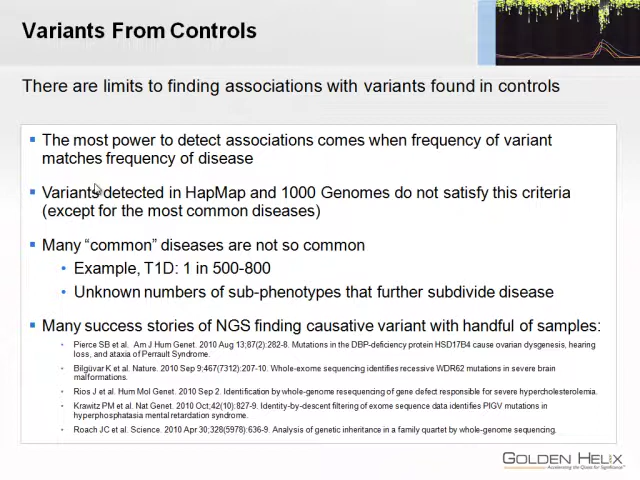 Variants From Controls
There are limits to finding associations with variants found in controls
The most power to detect associations comes when frequency of variant
matches frequency of disease
Variants detected in HapMap and 1000 Genomes do not satisfy this criteria
(except for the most common diseases)
Many “common” diseases are not so common
Example, T1D: 1 in 500-800
Unknown numbers of sub-phenotypes that further subdivide disease
Many success stories of NGS finding causative variant with handful of samples:
Pierce SB et al. Am J Hum Genet. 2010 Aug 13;87(2):282-8. Mutations in the DBP-deficiency protein HSD17B4 cause ovarian dysgenesis, hearing
loss, and ataxia of Perrault Syndrome.
Bilgüvar K et al. Nature. 2010 Sep 9;467(7312):207-10. Whole-exome sequencing identifies recessive WDR62 mutations in severe brain
malformations.
Rios J et al. Hum Mol Genet. 2010 Sep 2. Identification by whole-genome resequencing of gene defect responsible for severe hypercholesterolemia.
Krawitz PM et al. Nat Genet. 2010 Oct;42(10):827-9. Identity-by-descent filtering of exome sequence data identifies PIGV mutations in
hyperphosphatasia mental retardation syndrome.
Roach JC et al. Science. 2010 Apr 30;328(5978):636-9. Analysis of genetic inheritance in a family quartet by whole-genome sequencing.
GOLDEN HELIX
Accelerating the Quest for Significance